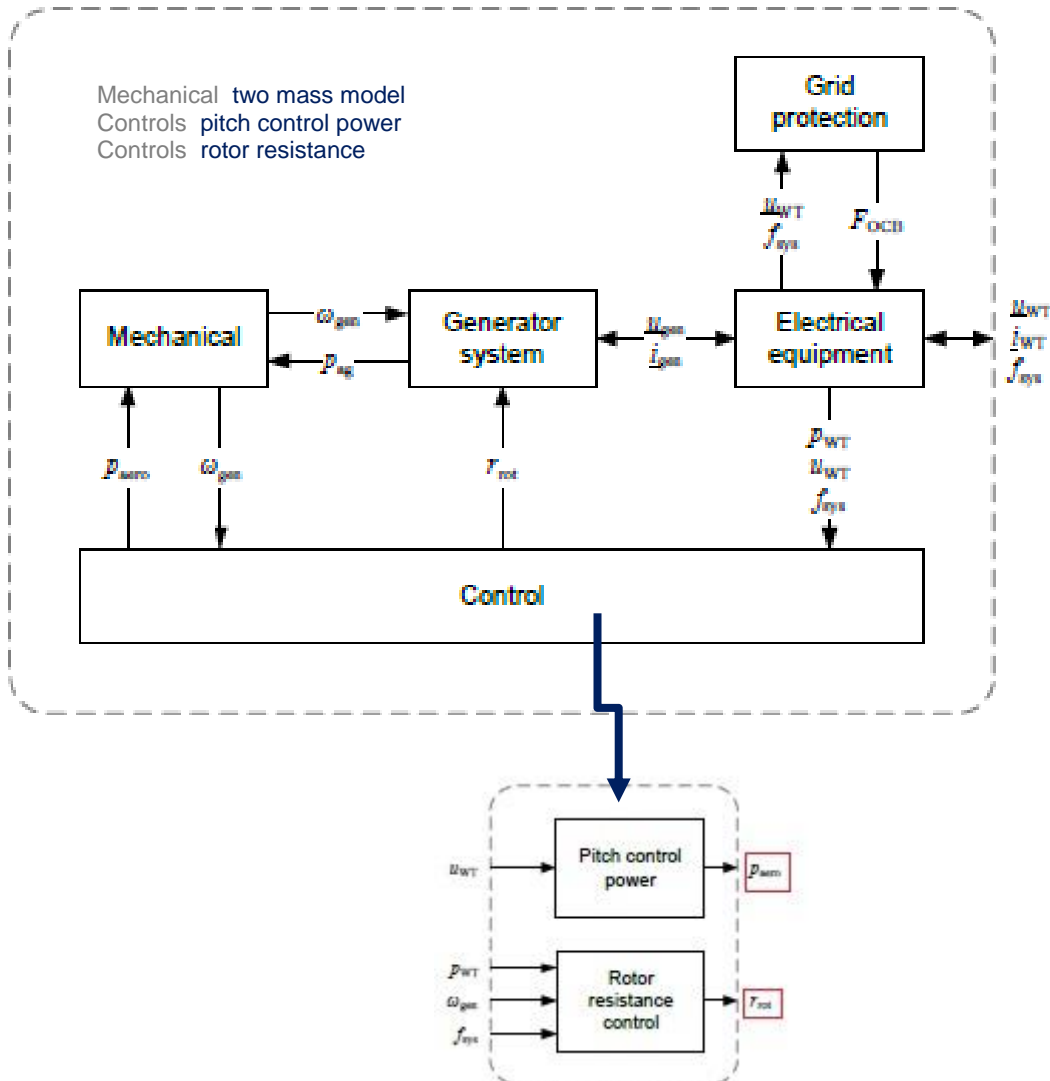 Mechanical two mass model
Controls pitch control power
Controls rotor resistance
Grid
protection
u_WT
f_sys
F_OCB
Mechanical
ω_gen
p_ag
Generator
system
u_gen
i_gen
Electrical
equipment
u_WT
i_WT
f_sys
p_aero
ω_gen
r_rot
p_WT
u_WT
f_sys
Control
u_WT
Pitch control
power
p_aero
p_WT
ω_gen
f_sys
Rotor
resistance
control
r_rot